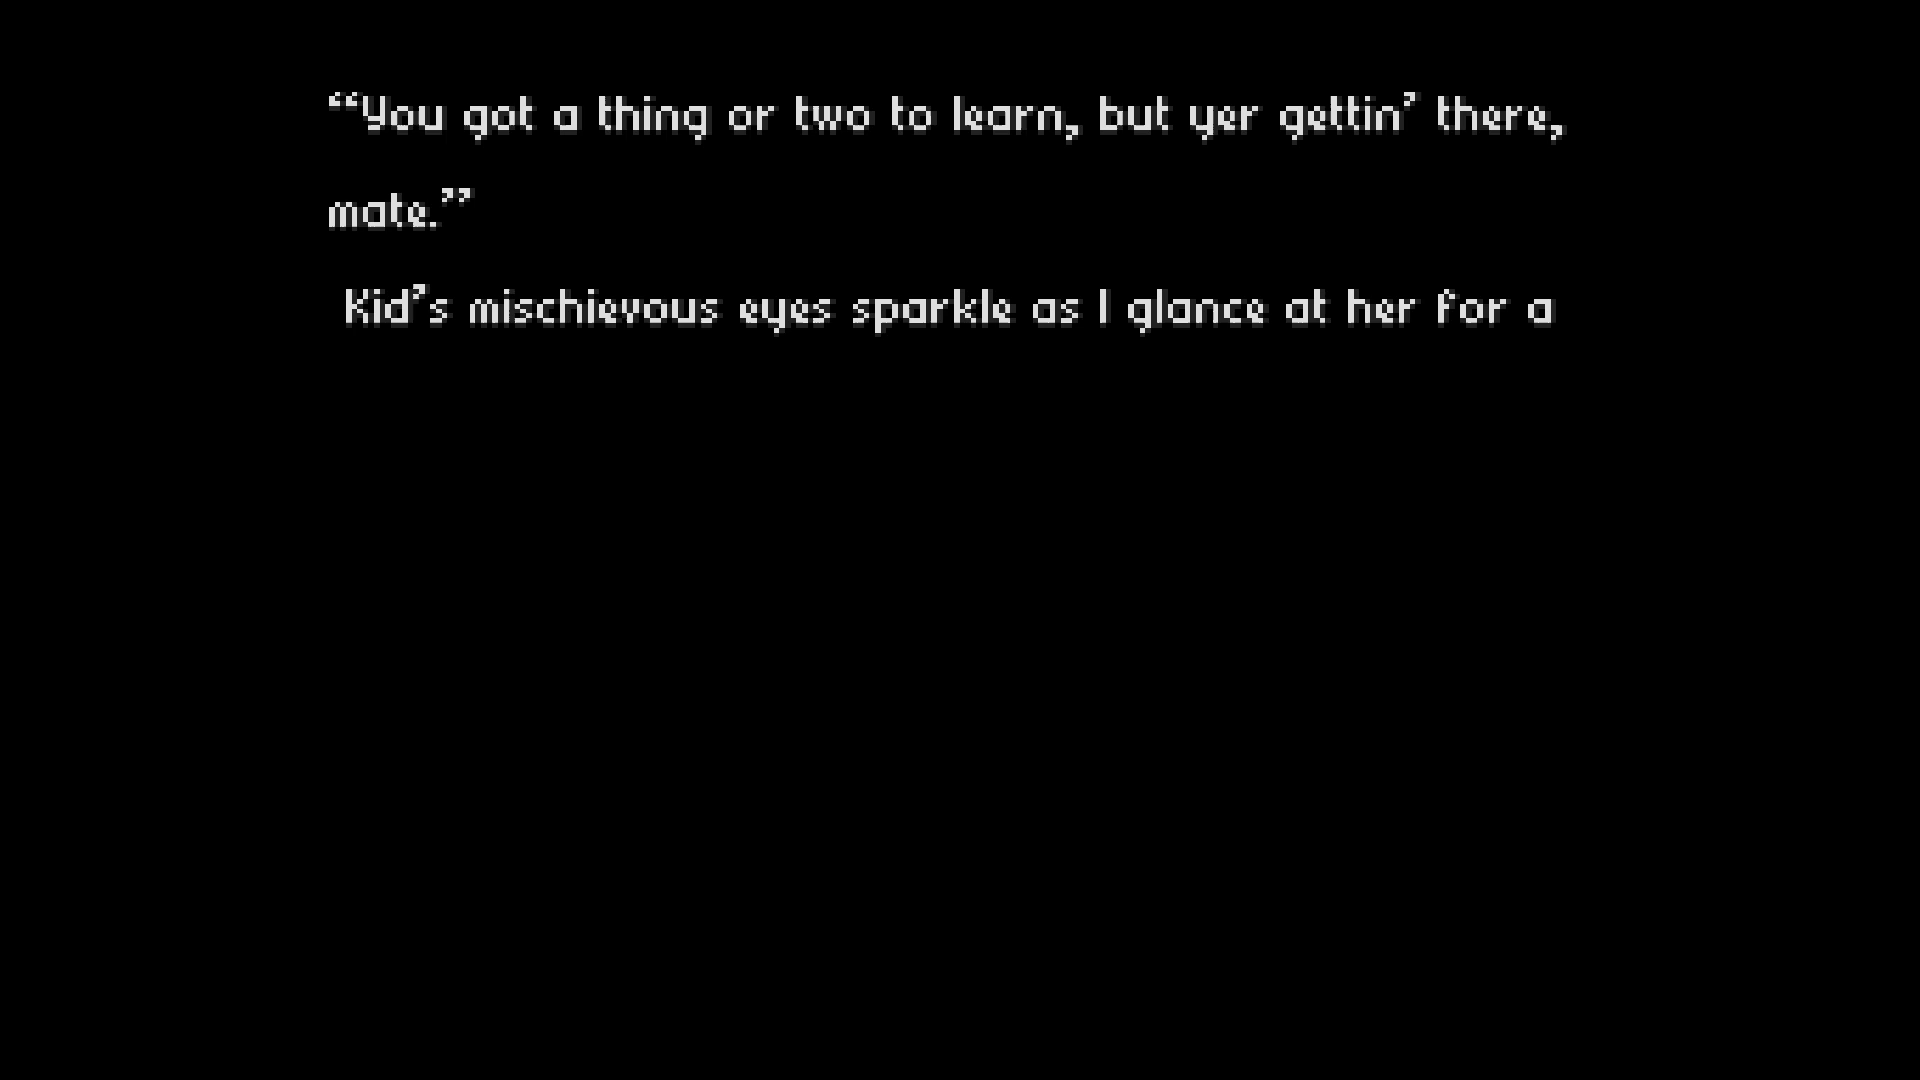 “You got a thing or two to learn, but yer gettin’ there,
mate.”
Kid’s mischievous eyes sparkle as I glance at her for a